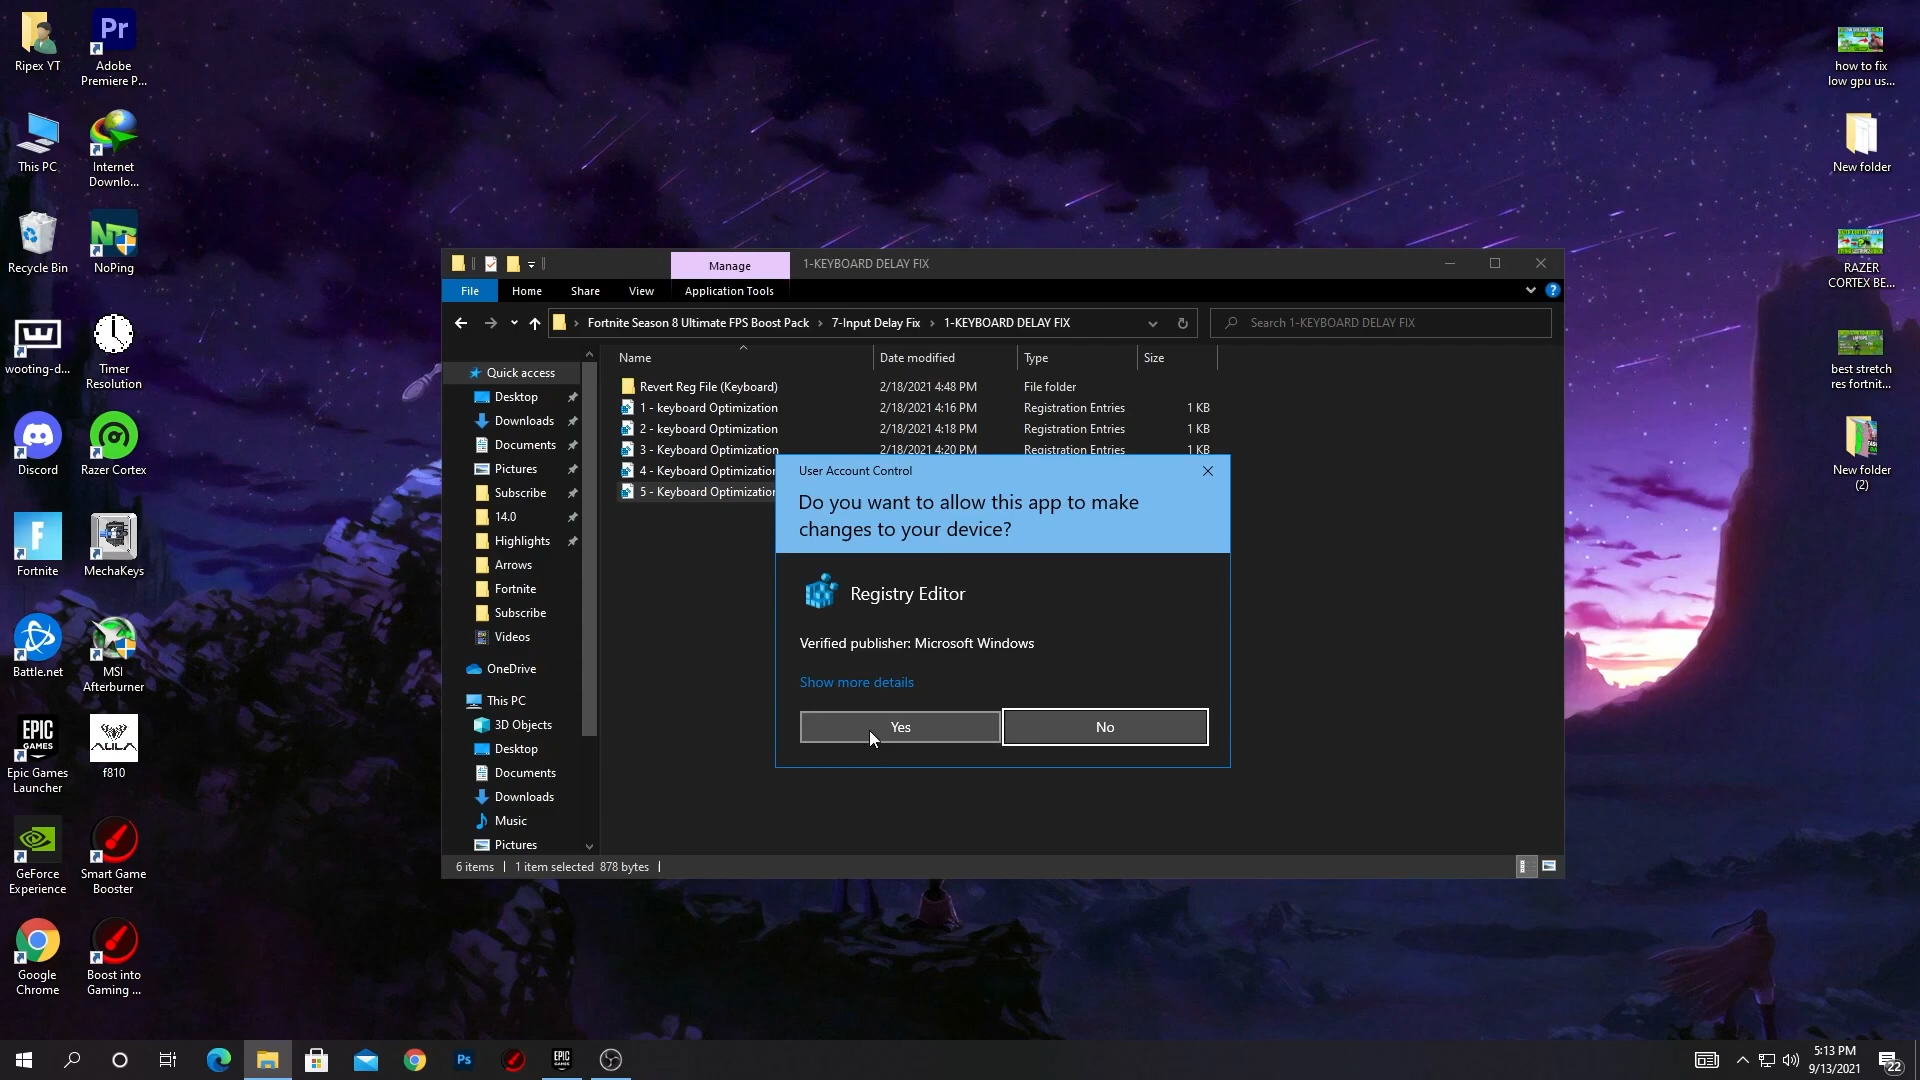 Ripex YT
Pr
Adobe
Premiere P...
This PC
Internet
Downlo...
Recycle Bin
NoPing
wooting-d...
Timer
Resolution
Discord
Razer Cortex
F
Fortnite
MechaKeys
Battle.net
MSI
Afterburner
EPIC
GAMES
Epic Games
Launcher
AULA
f810
GeForce
Experience
Smart Game
Booster
Google
Chrome
Boost into
Gaming ...
how to fix
low gpu us...
New folder
RAZER
CORTEX BE...
best stretch
res fortnit...
New folder
(2)
Manage
1-KEYBOARD DELAY FIX
File
Home
Share
View
Application Tools
Fortnite Season 8 Ultimate FPS Boost Pack
7-Input Delay Fix
1-KEYBOARD DELAY FIX
Search 1-KEYBOARD DELAY FIX
Name
Date modified
Type
Size
Revert Reg File (Keyboard) 2/18/2021 4:48 PM File folder
1 - keyboard Optimization 2/18/2021 4:16 PM Registration Entries 1 KB
2 - keyboard Optimization 2/18/2021 4:18 PM Registration Entries 1 KB
3 - Keyboard Optimization 2/18/2021 4:20 PM Registration Entries 1 KB
4 - Keyboard Optimization
5 - Keyboard Optimization
Quick access
Desktop
Downloads
Documents
Pictures
Subscribe
14.0
Highlights
Arrows
Fortnite
Subscribe
Videos
OneDrive
This PC
3D Objects
Desktop
Documents
Downloads
Music
Pictures
User Account Control
Do you want to allow this app to make
changes to your device?
Registry Editor
Verified publisher: Microsoft Windows
Show more details
Yes
No
6 items
1 item selected 878 bytes
Ps
EPIC
GAMES
5:13 PM
9/13/2021
22